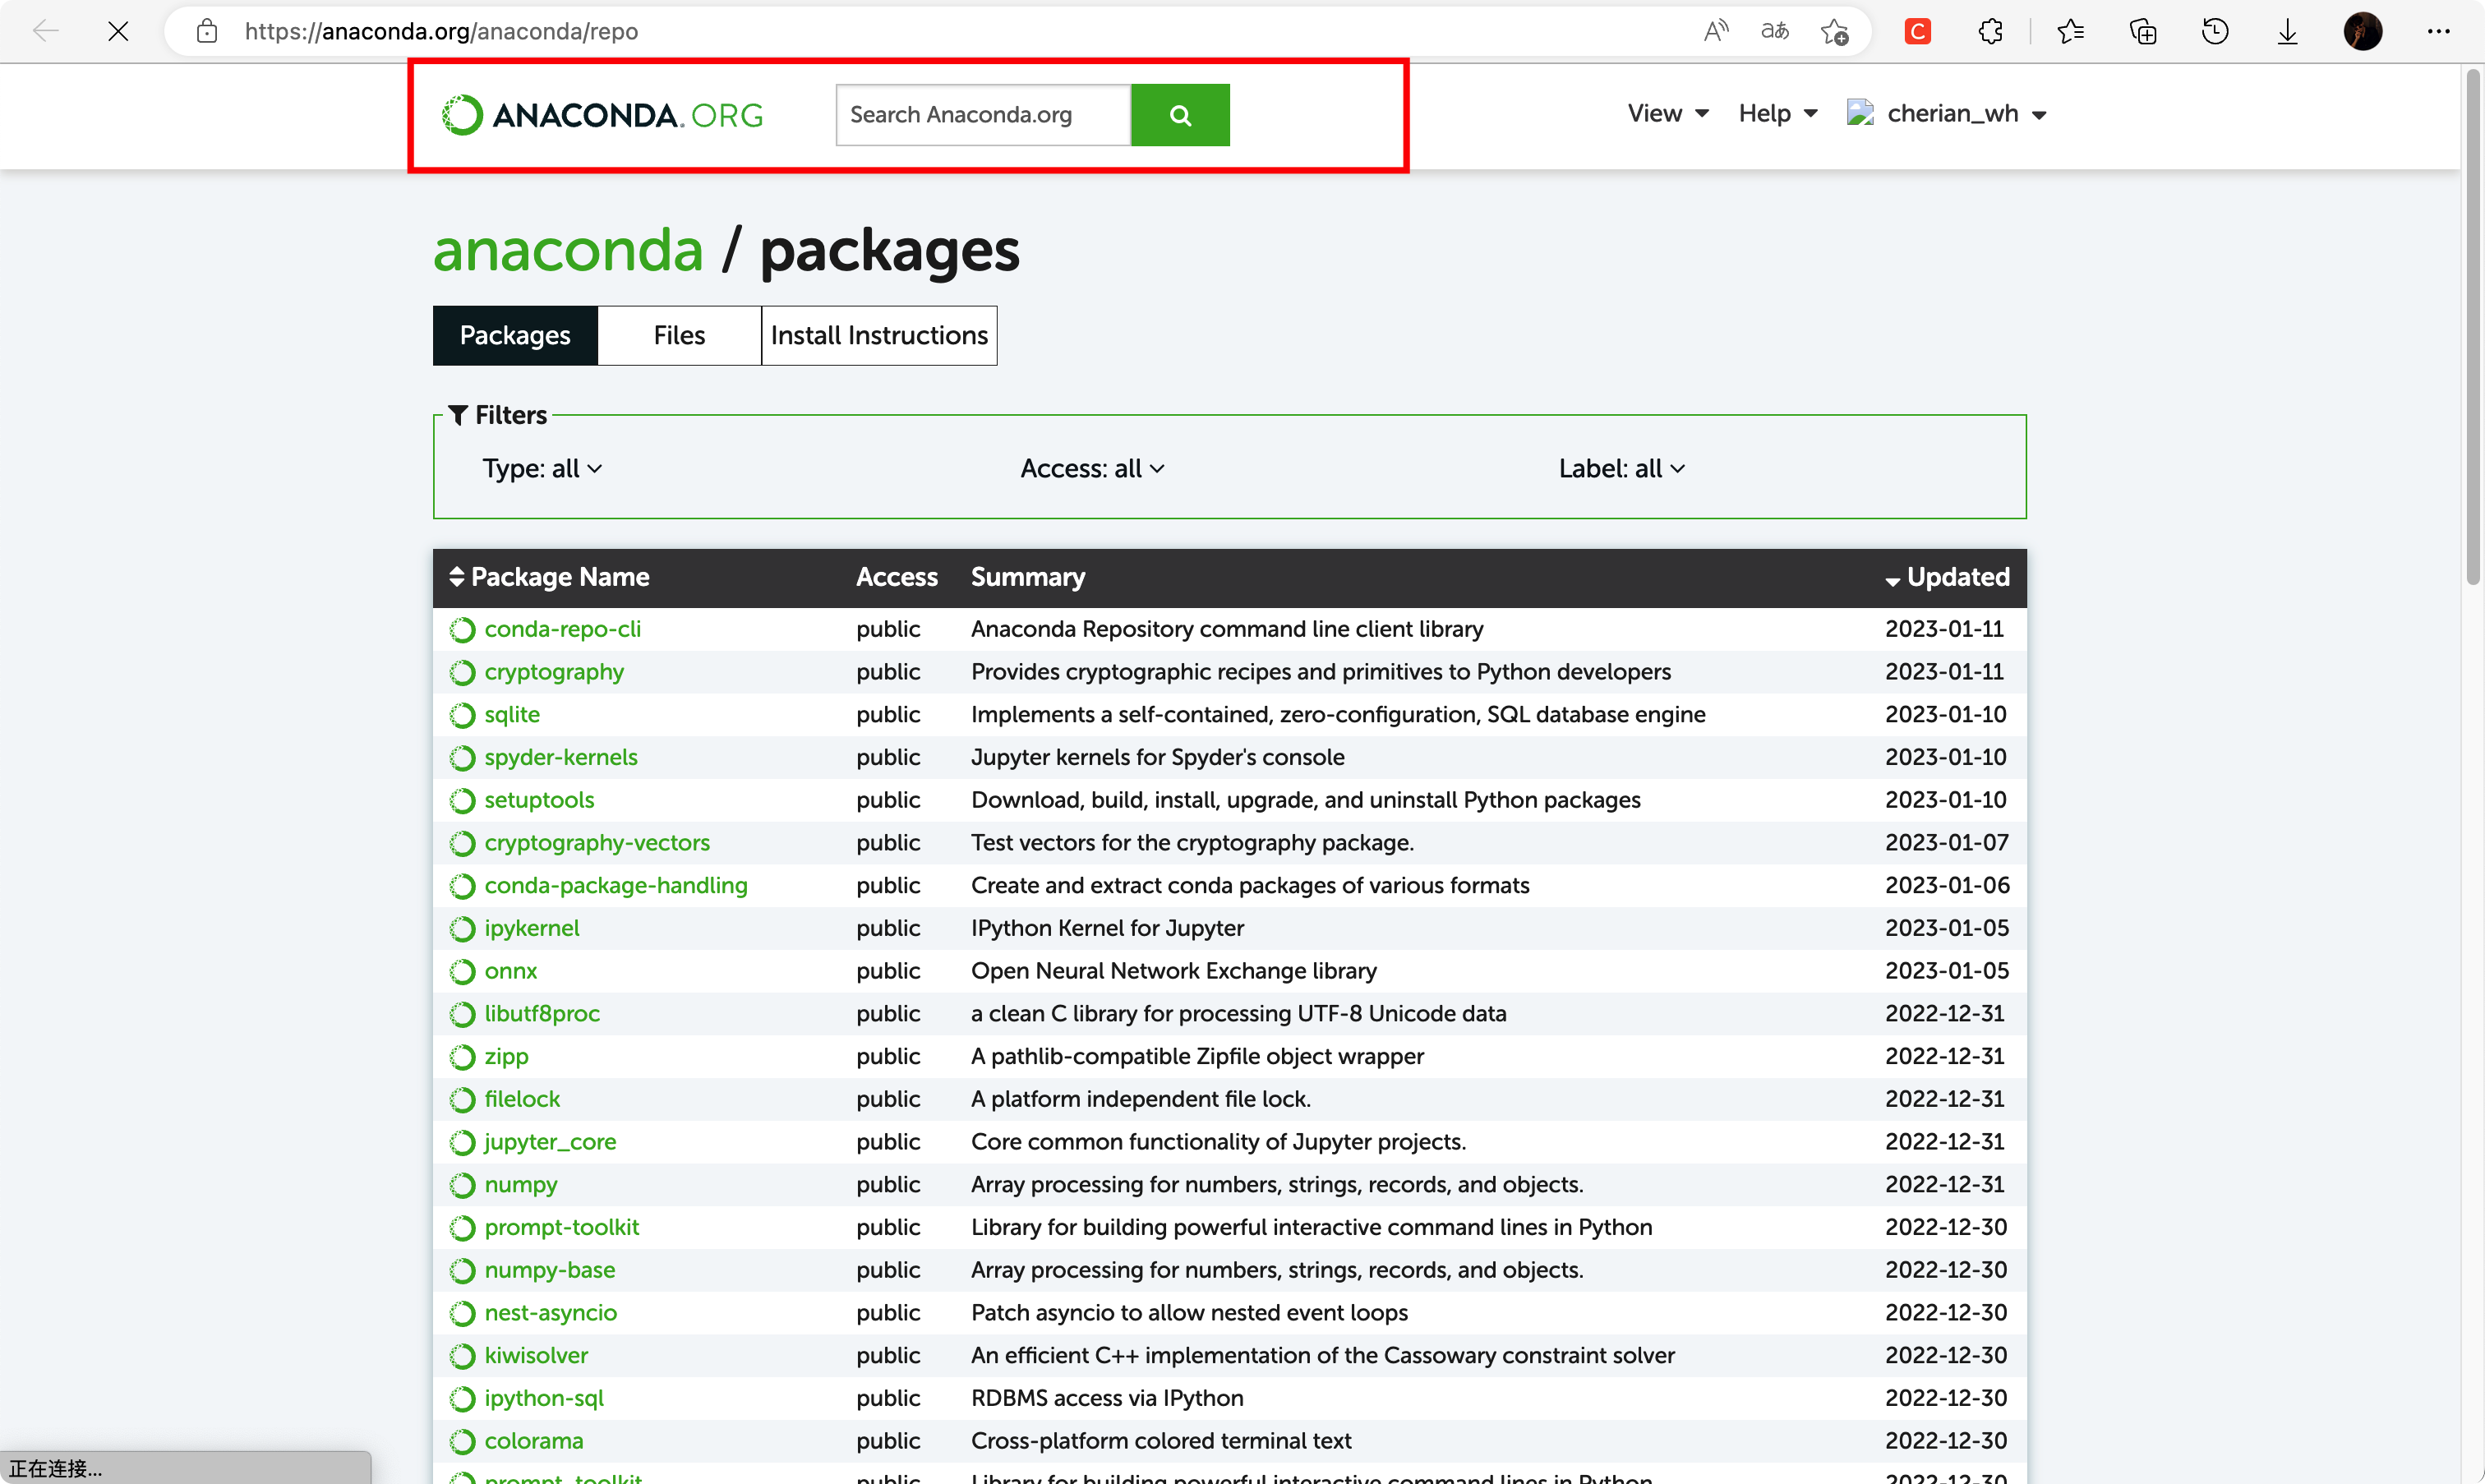 https://anaconda.org/anaconda/repo
ANACONDA.ORG
Search Anaconda.org
View
Help
cherian_wh
anaconda / packages
Packages
Files
Install Instructions
Filters
Type: all
Access: all
Label: all
Package Name Access Summary Updated
conda-repo-cli public Anaconda Repository command line client library 2023-01-11
cryptography public Provides cryptographic recipes and primitives to Python developers 2023-01-11
sqlite public Implements a self-contained, zero-configuration, SQL database engine 2023-01-10
spyder-kernels public Jupyter kernels for Spyder's console 2023-01-10
setuptools public Download, build, install, upgrade, and uninstall Python packages 2023-01-10
cryptography-vectors public Test vectors for the cryptography package. 2023-01-07
conda-package-handling public Create and extract conda packages of various formats 2023-01-06
ipykernel public IPython Kernel for Jupyter 2023-01-05
onnx public Open Neural Network Exchange library 2023-01-05
libutf8proc public a clean C library for processing UTF-8 Unicode data 2022-12-31
zipp public A pathlib-compatible Zipfile object wrapper 2022-12-31
filelock public A platform independent file lock. 2022-12-31
jupyter_core public Core common functionality of Jupyter projects. 2022-12-31
numpy public Array processing for numbers, strings, records, and objects. 2022-12-31
prompt-toolkit public Library for building powerful interactive command lines in Python 2022-12-30
numpy-base public Array processing for numbers, strings, records, and objects. 2022-12-30
nest-asyncio public Patch asyncio to allow nested event loops 2022-12-30
kiwisolver public An efficient C++ implementation of the Cassowary constraint solver 2022-12-30
ipython-sql public RDBMS access via IPython 2022-12-30
colorama public Cross-platform colored terminal text 2022-12-30
prompt_toolkit public Library for building powerful interactive command lines in Python 2022-12-30
正在连接...